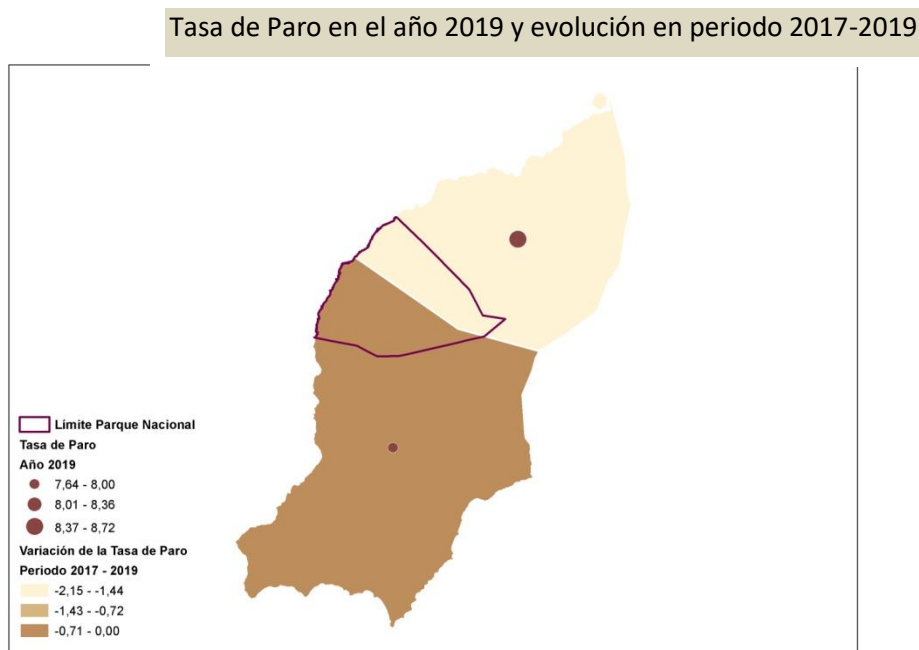 Tasa de Paro en el año 2019 y evolución en periodo 2017-2019
Límite Parque Nacional
Tasa de Paro
Año 2019
7,64 - 8,00
8,01 - 8,36
8,37 - 8,72
Variación de la Tasa de Paro
Periodo 2017 - 2019
-2,15 - -1,44
-1,43 - -0,72
-0,71 - 0,00